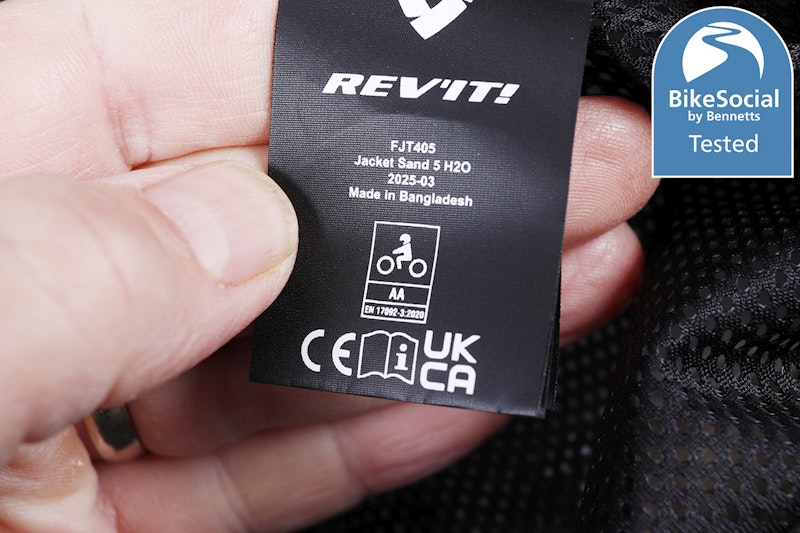 REV'IT!
FJT405
Jacket Sand 5 H2O
2025-03
Made in Bangladesh
AA
EN 17092-3:2020
CE
i
UK
CA
BikeSocial
by Bennetts
Tested